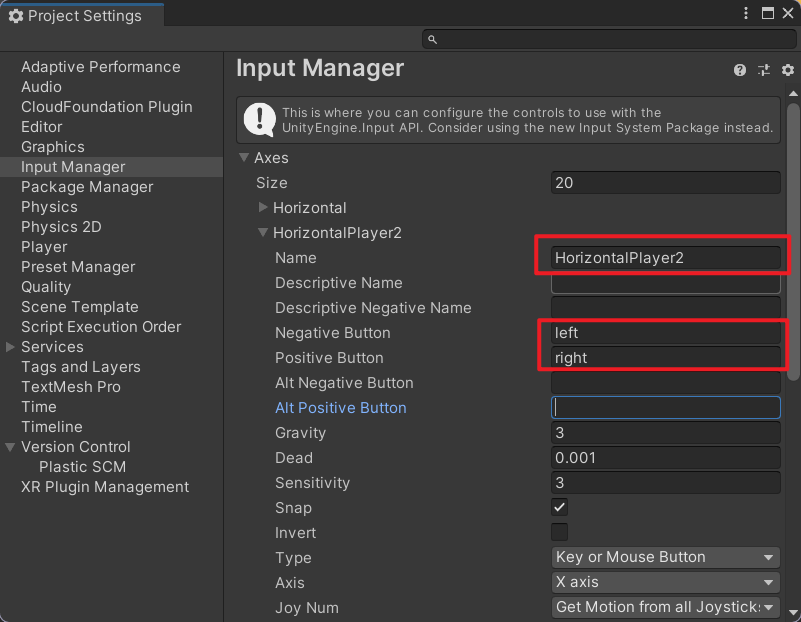 Project Settings
Adaptive Performance
Audio
CloudFoundation Plugin
Editor
Graphics
Input Manager
Package Manager
Physics
Physics 2D
Player
Preset Manager
Quality
Scene Template
Script Execution Order
Services
Tags and Layers
TextMesh Pro
Time
Timeline
Version Control
Plastic SCM
XR Plugin Management
Input Manager
This is where you can configure the controls to use with the
UnityEngine.Input API. Consider using the new Input System Package instead.
Axes
Size 20
Horizontal
HorizontalPlayer2
Name HorizontalPlayer2
Descriptive Name
Descriptive Negative Name
Negative Button left
Positive Button right
Alt Negative Button
Alt Positive Button
Gravity 3
Dead 0.001
Sensitivity 3
Snap
Invert
Type Key or Mouse Button
Axis X axis
Joy Num Get Motion from all Joysticks